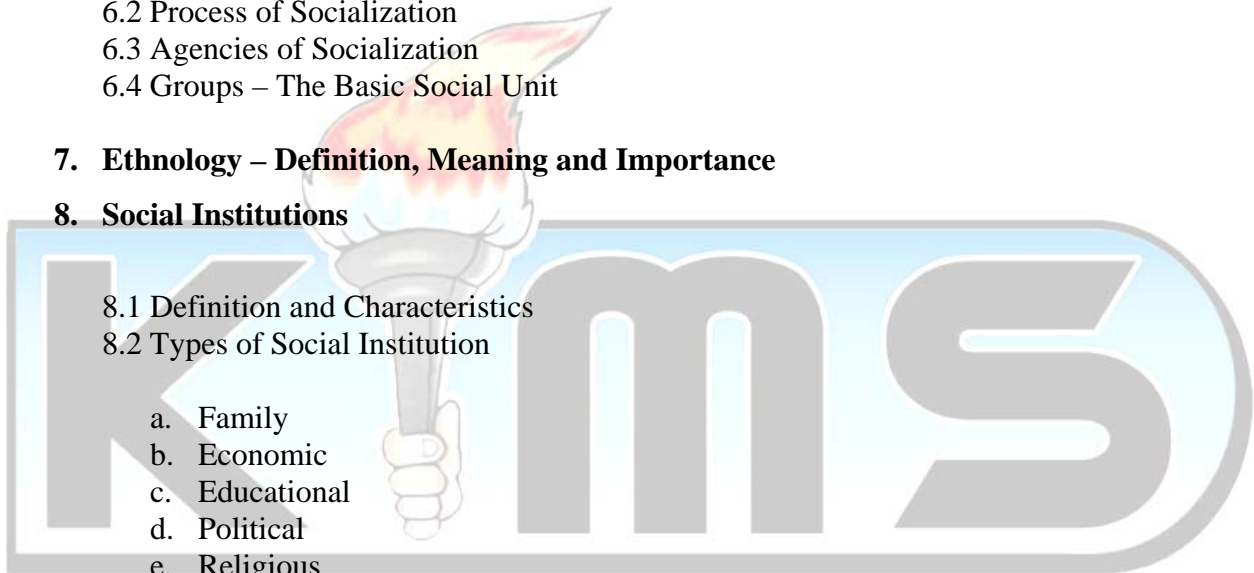 6.2 Process of Socialization
6.3 Agencies of Socialization
6.4 Groups – The Basic Social Unit
7. Ethnology – Definition, Meaning and Importance
8. Social Institutions
8.1 Definition and Characteristics
8.2 Types of Social Institution
a. Family
b. Economic
c. Educational
d. Political
e. Religious
KIMS